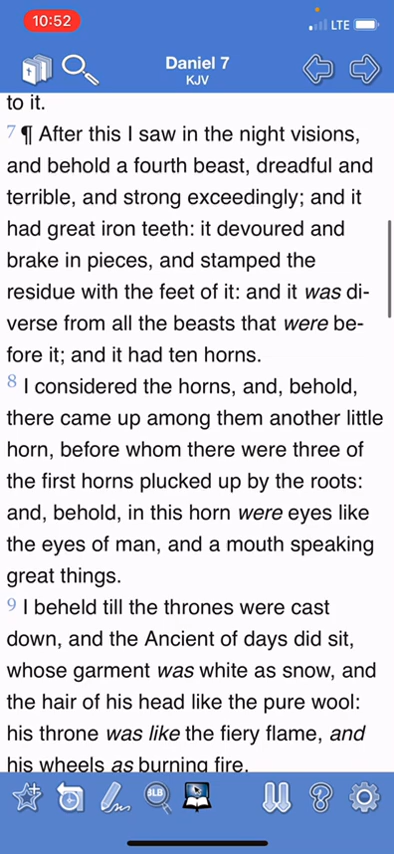 10:52
LTE
Daniel 7
KJV
to it.
7 ¶ After this I saw in the night visions,
and behold a fourth beast, dreadful and
terrible, and strong exceedingly; and it
had great iron teeth: it devoured and
brake in pieces, and stamped the
residue with the feet of it: and it was di-
verse from all the beasts that were be-
fore it; and it had ten horns.
8 I considered the horns, and, behold,
there came up among them another little
horn, before whom there were three of
the first horns plucked up by the roots:
and, behold, in this horn were eyes like
the eyes of man, and a mouth speaking
great things.
9 I beheld till the thrones were cast
down, and the Ancient of days did sit,
whose garment was white as snow, and
the hair of his head like the pure wool:
his throne was like the fiery flame, and
his wheels as burning fire.
BLB